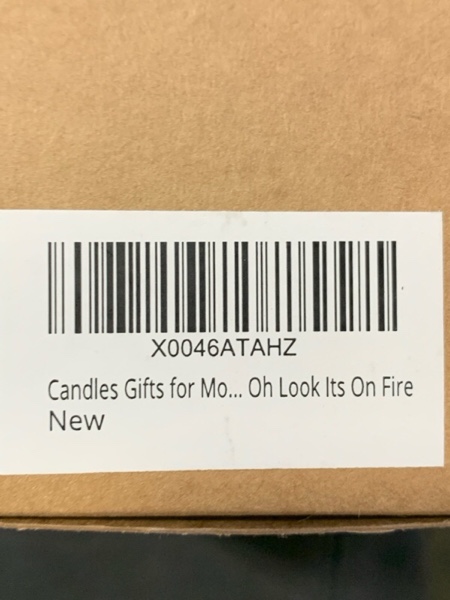 X0046ATAHZ
Candles Gifts for Mo... Oh Look Its On Fire
New